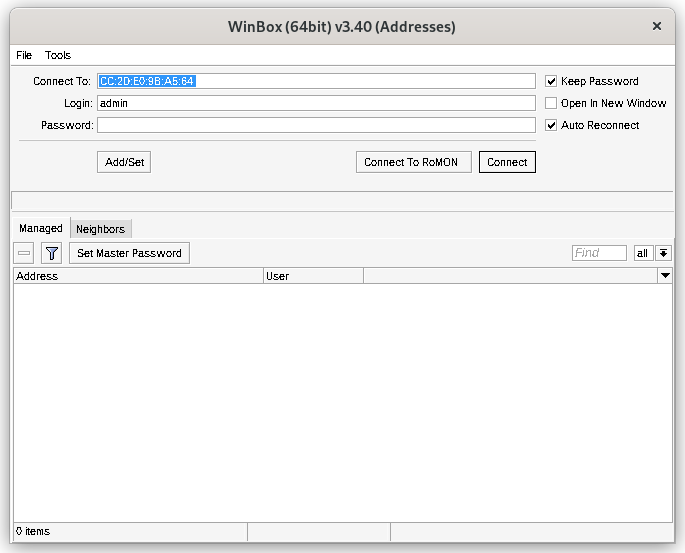 WinBox (64bit) v3.40 (Addresses)
File Tools
Connect To: CC:2D:E0:9B:A5:64 Keep Password
Login: admin Open In New Window
Password: Auto Reconnect
Add/Set Connect To RoMON Connect
Managed Neighbors
Set Master Password Find all
Address User
0 items